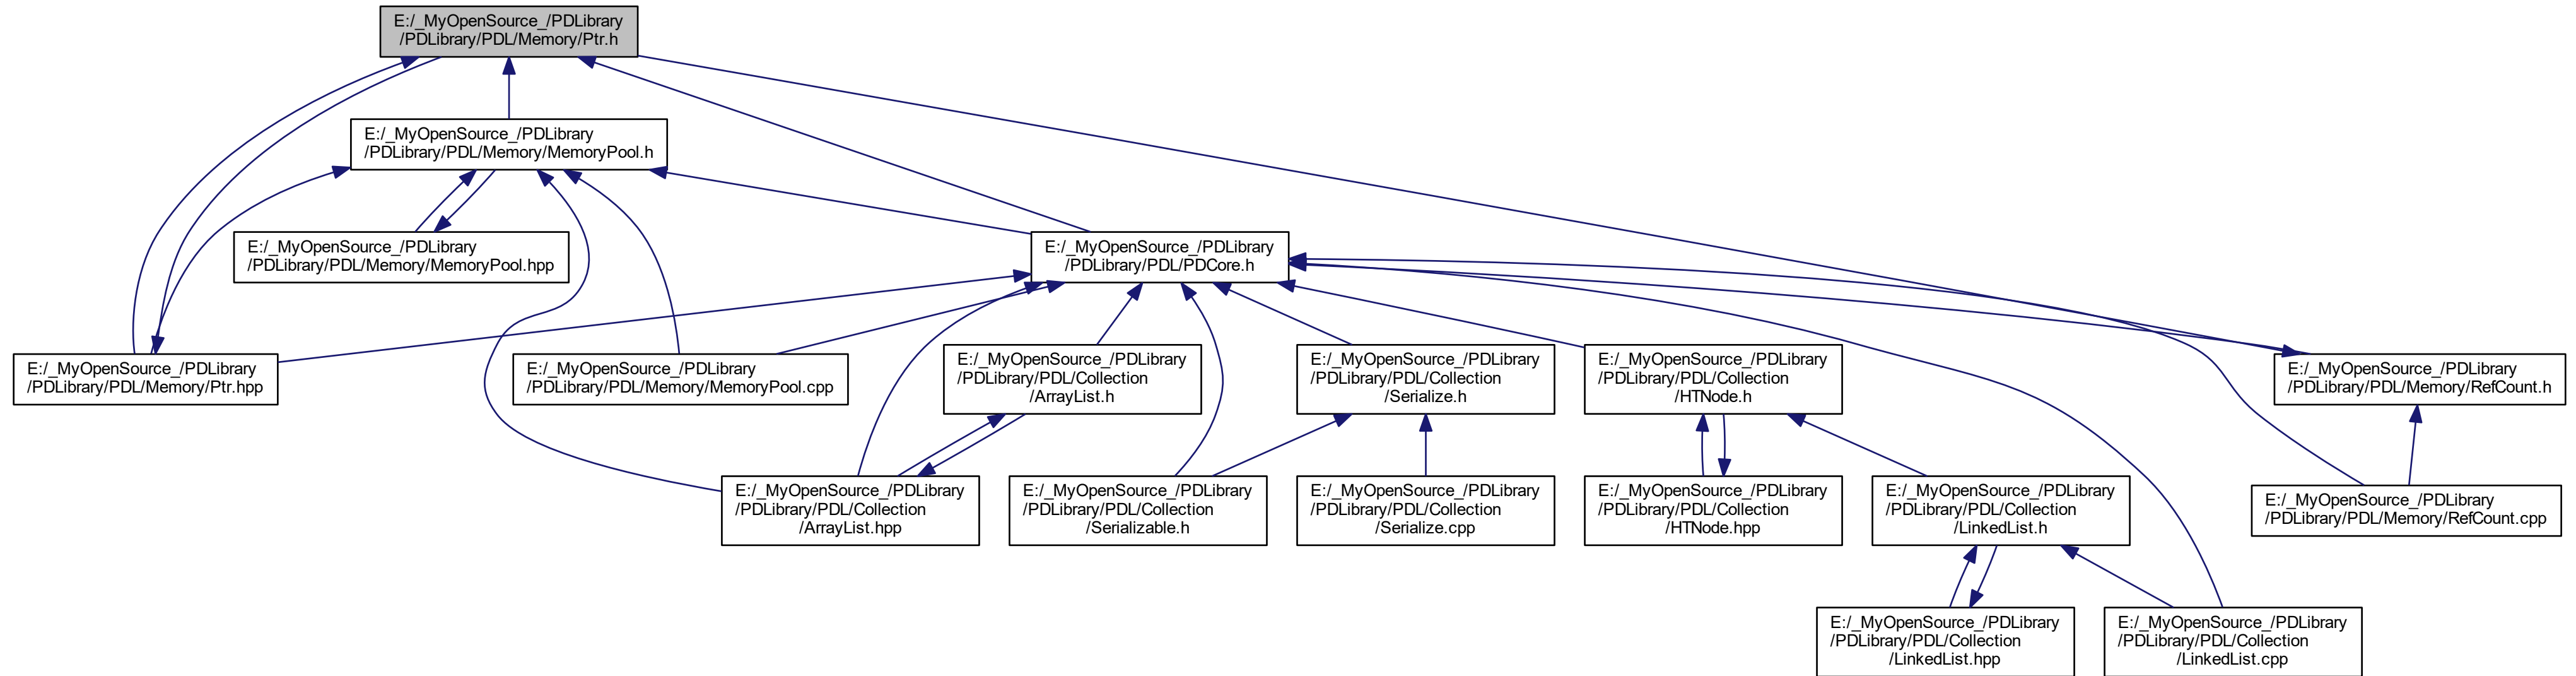 E:/_MyOpenSource_/PDLibrary
/PDLibrary/PDL/Memory/Ptr.h
E:/_MyOpenSource_/PDLibrary
/PDLibrary/PDL/Memory/MemoryPool.h
E:/_MyOpenSource_/PDLibrary
/PDLibrary/PDL/Memory/MemoryPool.hpp
E:/_MyOpenSource_/PDLibrary
/PDLibrary/PDL/PDCore.h
E:/_MyOpenSource_/PDLibrary
/PDLibrary/PDL/Memory/Ptr.hpp
E:/_MyOpenSource_/PDLibrary
/PDLibrary/PDL/Memory/MemoryPool.cpp
E:/_MyOpenSource_/PDLibrary
/PDLibrary/PDL/Collection
/ArrayList.h
E:/_MyOpenSource_/PDLibrary
/PDLibrary/PDL/Collection
/Serialize.h
E:/_MyOpenSource_/PDLibrary
/PDLibrary/PDL/Collection
/HTNode.h
E:/_MyOpenSource_/PDLibrary
/PDLibrary/PDL/Memory/RefCount.h
E:/_MyOpenSource_/PDLibrary
/PDLibrary/PDL/Collection
/ArrayList.hpp
E:/_MyOpenSource_/PDLibrary
/PDLibrary/PDL/Collection
/Serializable.h
E:/_MyOpenSource_/PDLibrary
/PDLibrary/PDL/Collection
/Serialize.cpp
E:/_MyOpenSource_/PDLibrary
/PDLibrary/PDL/Collection
/HTNode.hpp
E:/_MyOpenSource_/PDLibrary
/PDLibrary/PDL/Collection
/LinkedList.h
E:/_MyOpenSource_/PDLibrary
/PDLibrary/PDL/Memory/RefCount.cpp
E:/_MyOpenSource_/PDLibrary
/PDLibrary/PDL/Collection
/LinkedList.hpp
E:/_MyOpenSource_/PDLibrary
/PDLibrary/PDL/Collection
/LinkedList.cpp